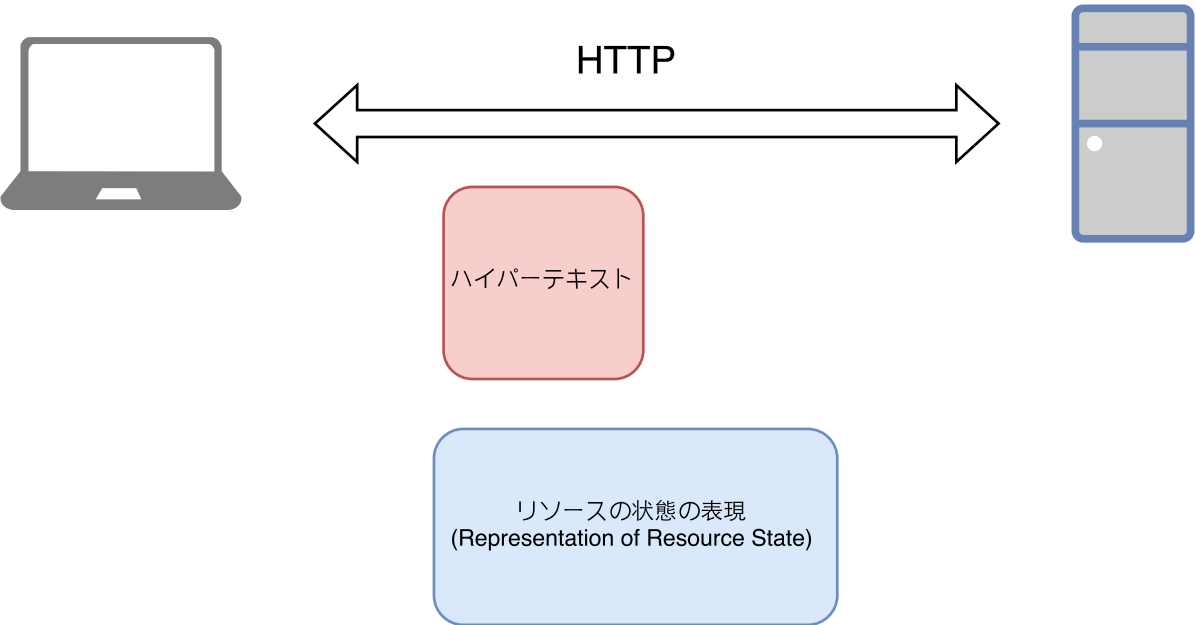 HTTP
ハイパーテキスト
リソースの状態の表現
(Representation of Resource State)